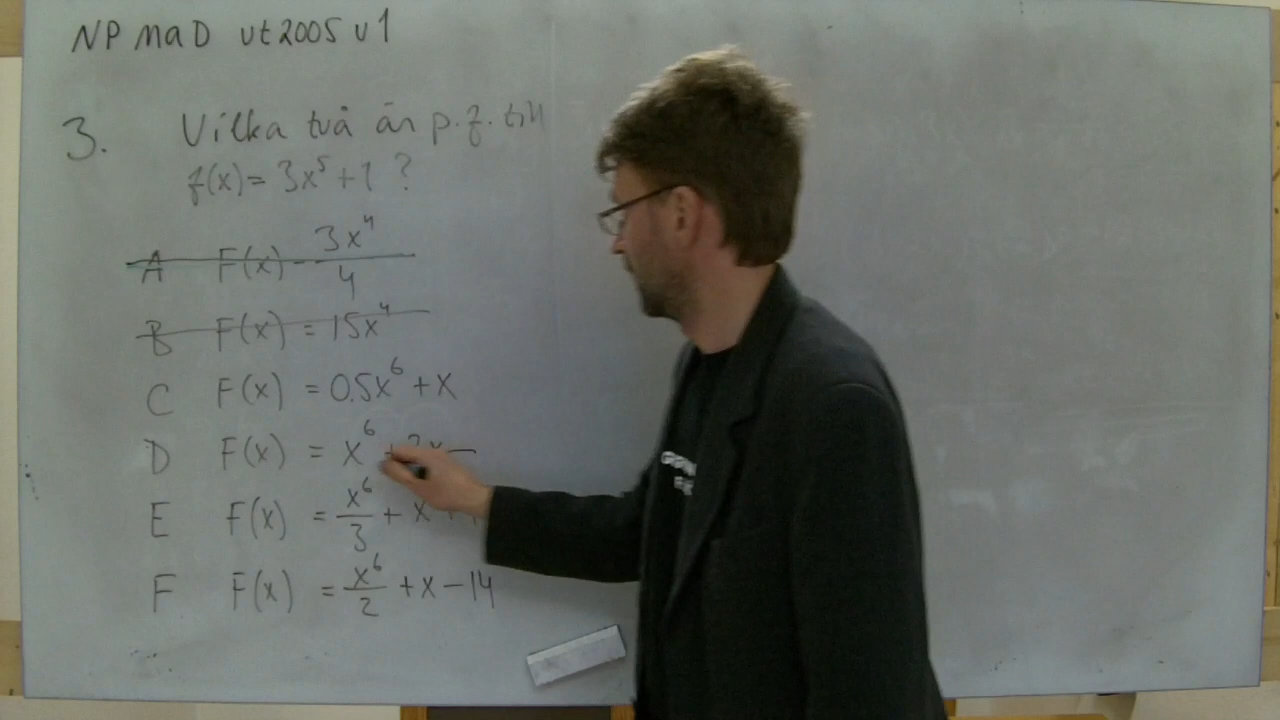 NP MaD vt2005 v1
3. Vilka två är p.f. till
f(x) = 3x⁵ + 1 ?
A F(x) = 3x⁴/4
B F(x) = 15x⁴
C F(x) = 0.5x⁶ + x
D F(x) = x⁶ +
E F(x) = x⁶/3 + x
F F(x) = x⁶/2 + x - 14